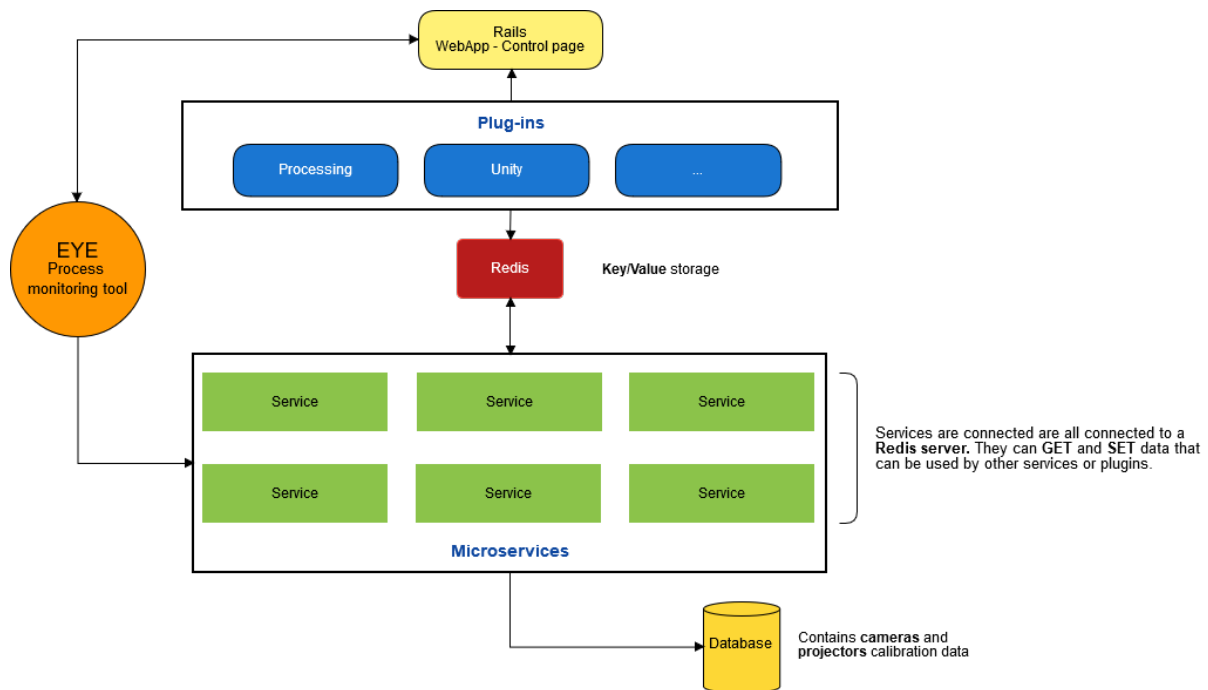 Rails
WebApp - Control page
Plug-ins
Processing
Unity
...
EYE
Process
monitoring tool
Redis
Key/Value storage
Service
Service
Service
Services are connected are all connected to a
Redis server. They can GET and SET data that
can be used by other services or plugins.
Service
Service
Service
Microservices
Database
Contains cameras and
projectors calibration data